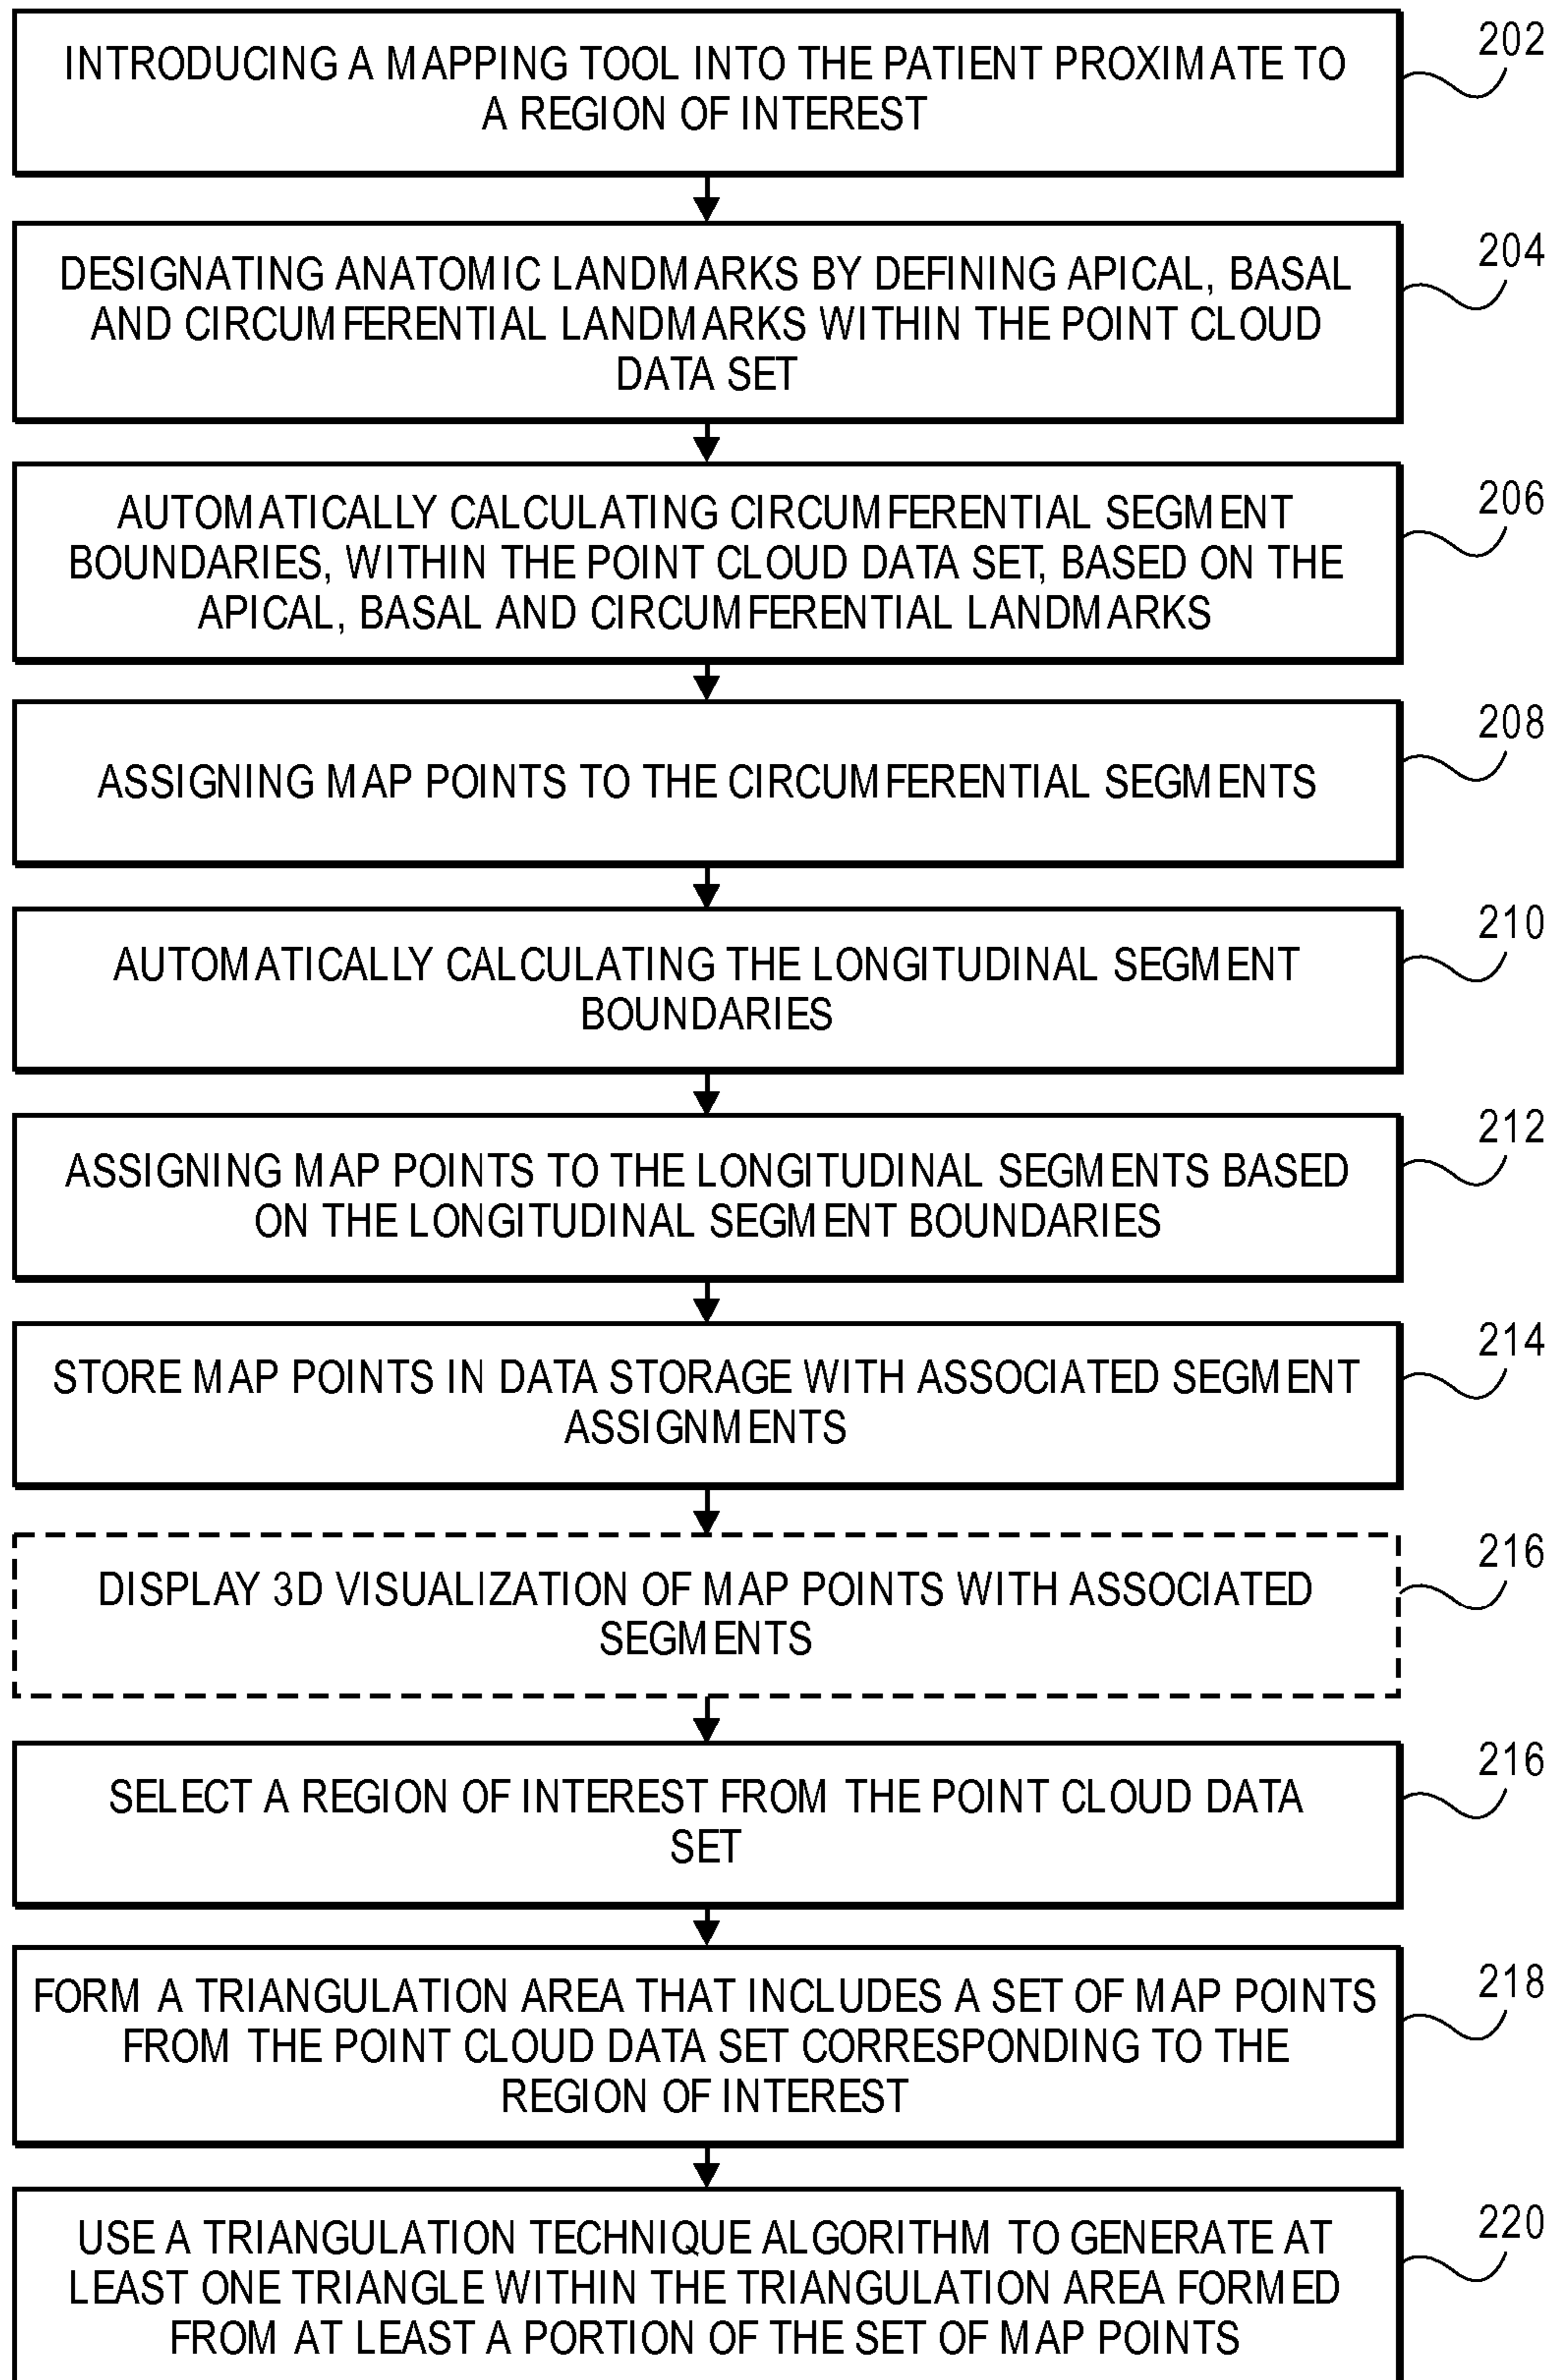 202
INTRODUCING A MAPPING TOOL INTO THE PATIENT PROXIMATE TO
A REGION OF INTEREST
204
DESIGNATING ANATOMIC LANDMARKS BY DEFINING APICAL, BASAL
AND CIRCUMFERENTIAL LANDMARKS WITHIN THE POINT CLOUD
DATA SET
206
AUTOMATICALLY CALCULATING CIRCUMFERENTIAL SEGMENT
BOUNDARIES, WITHIN THE POINT CLOUD DATA SET, BASED ON THE
APICAL, BASAL AND CIRCUMFERENTIAL LANDMARKS
208
ASSIGNING MAP POINTS TO THE CIRCUMFERENTIAL SEGMENTS
210
AUTOMATICALLY CALCULATING THE LONGITUDINAL SEGMENT
BOUNDARIES
212
ASSIGNING MAP POINTS TO THE LONGITUDINAL SEGMENTS BASED
ON THE LONGITUDINAL SEGMENT BOUNDARIES
214
STORE MAP POINTS IN DATA STORAGE WITH ASSOCIATED SEGMENT
ASSIGNMENTS
216
DISPLAY 3D VISUALIZATION OF MAP POINTS WITH ASSOCIATED
SEGMENTS
216
SELECT A REGION OF INTEREST FROM THE POINT CLOUD DATA
SET
218
FORM A TRIANGULATION AREA THAT INCLUDES A SET OF MAP POINTS
FROM THE POINT CLOUD DATA SET CORRESPONDING TO THE
REGION OF INTEREST
220
USE A TRIANGULATION TECHNIQUE ALGORITHM TO GENERATE AT
LEAST ONE TRIANGLE WITHIN THE TRIANGULATION AREA FORMED
FROM AT LEAST A PORTION OF THE SET OF MAP POINTS